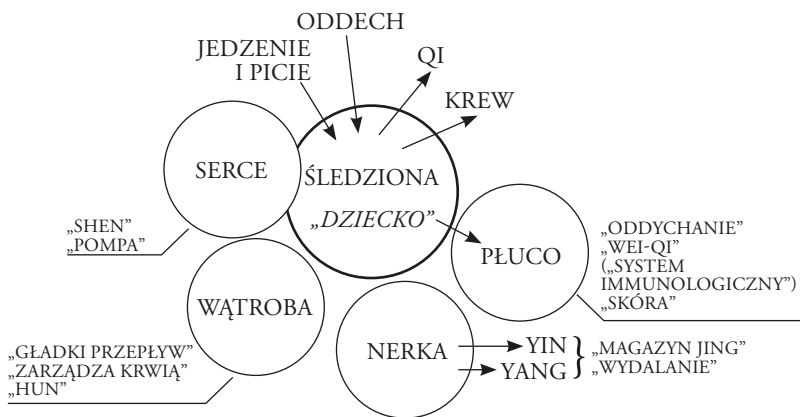 ODDECH
JEDZENIE
I PICIE
QI
KREW
SERCE
ŚLEDZIONA
„DZIECKO”
„SHEN”
„POMPA”
PŁUCO
„ODDYCHANIE”
„WEI-QI”
(„SYSTEM
IMMUNOLOGICZNY”)
„SKÓRA”
WĄTROBA
NERKA
YIN
YANG
„MAGAZYN JING”
„WYDALANIE”
„GŁADKI PRZEPŁYW”
„ZARZĄDZA KRWIĄ”
„HUN”